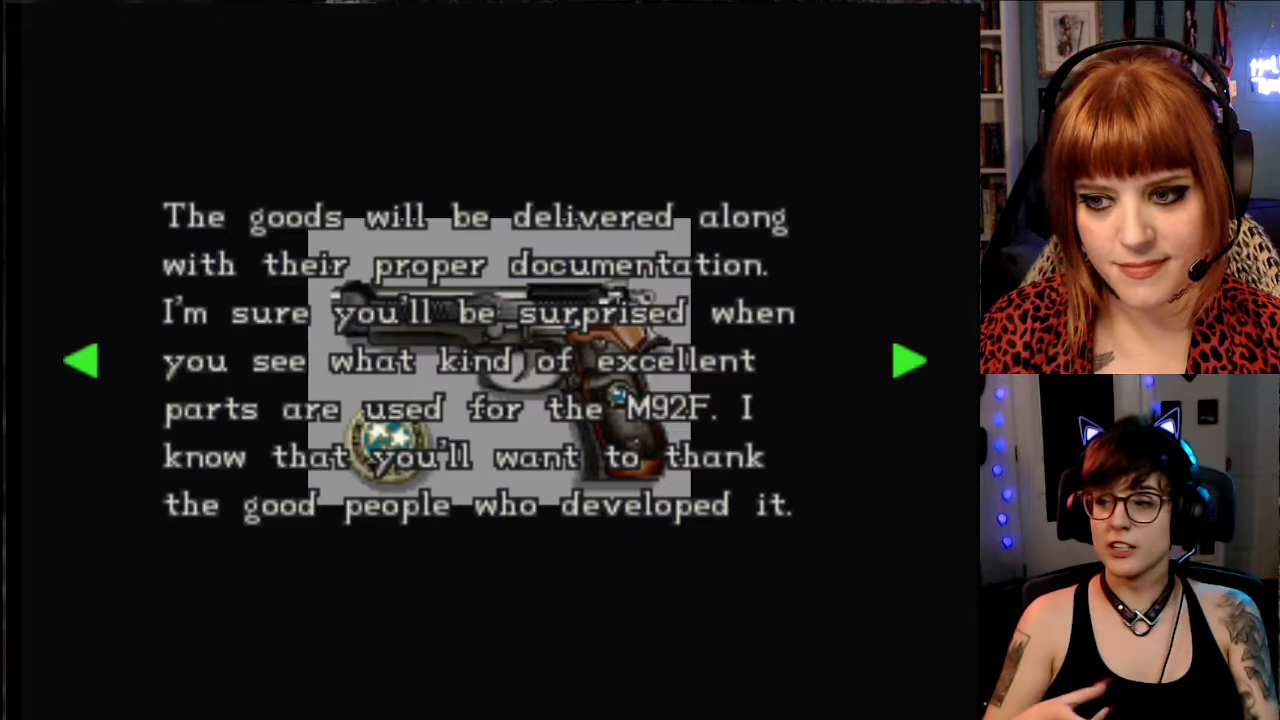 The goods will be delivered along
with their proper documentation.
I'm sure you'll be surprised when
you see what kind of excellent
parts are used for the M92F. I
know that you'll want to thank
the good people who developed it.